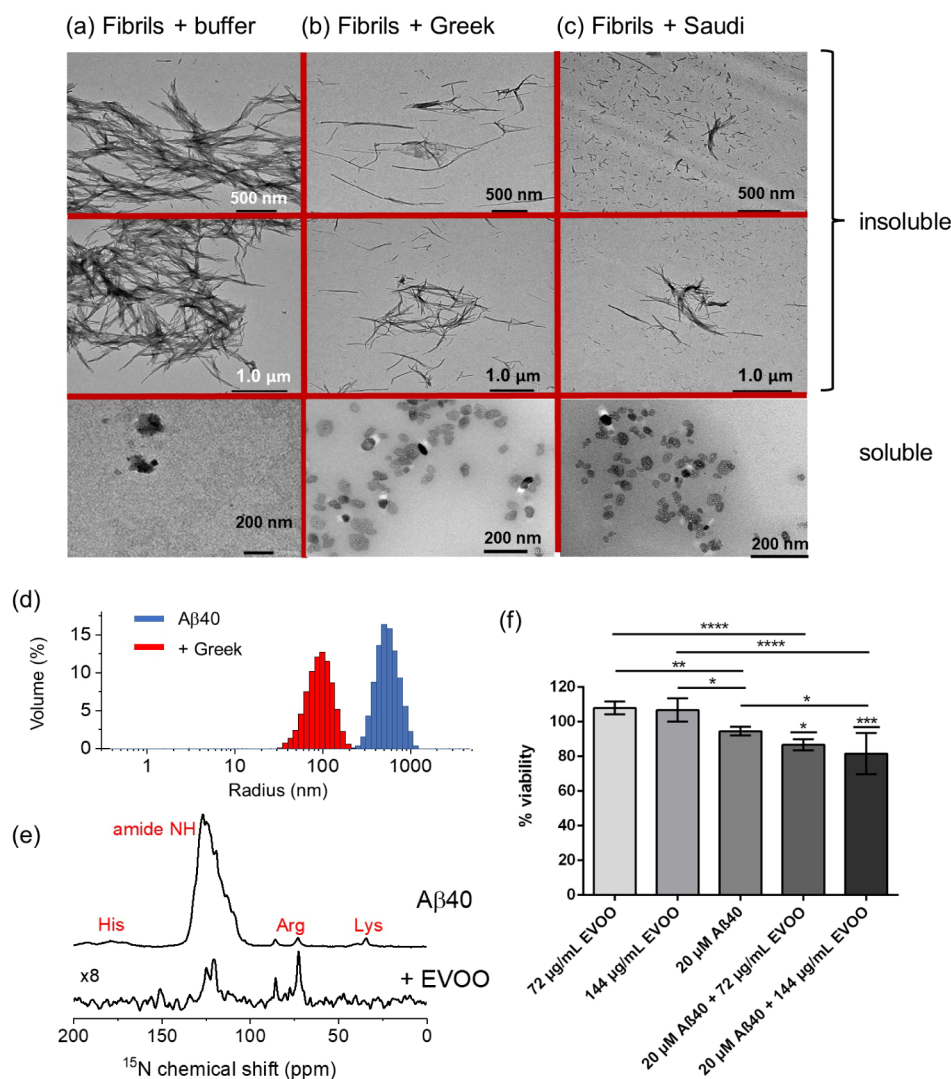 (a) Fibrils + buffer (b) Fibrils + Greek (c) Fibrils + Saudi
500 nm 500 nm 500 nm
insoluble
1.0 µm 1.0 µm 1.0 µm
soluble
200 nm 200 nm 200 nm
(d)
Aβ40
+ Greek
Volume (%)
15
10
5
0
1 10 100 1000
Radius (nm)
(e)
amide NH
Aβ40
His Arg Lys
x8 + EVOO
200 150 100 50 0
¹⁵N chemical shift (ppm)
(f)
****
****
**
*
*
*
***
% viability
120
100
80
60
40
20
0
72 µg/mL EVOO
144 µg/mL EVOO
20 µM Aß40
20 µM Aß40 + 72 µg/mL EVOO
20 µM Aß40 + 144 µg/mL EVOO